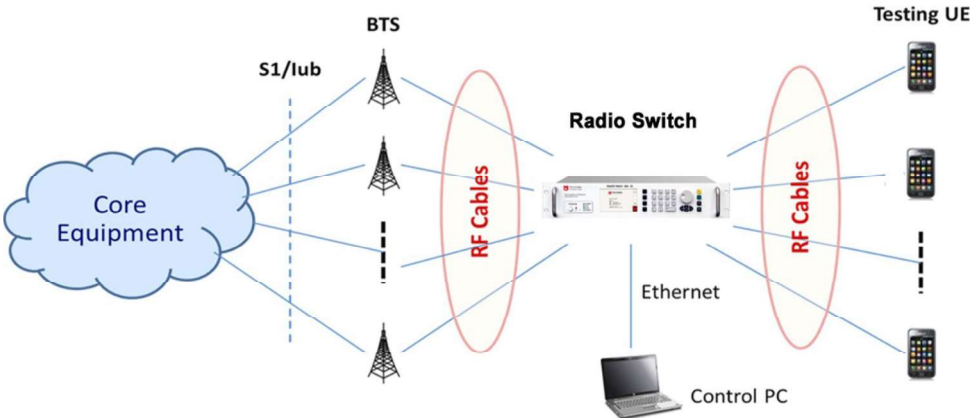 Testing UE
BTS
S1/Iub
Radio Switch
Core
Equipment
RF Cables
RF Cables
Ethernet
Control PC